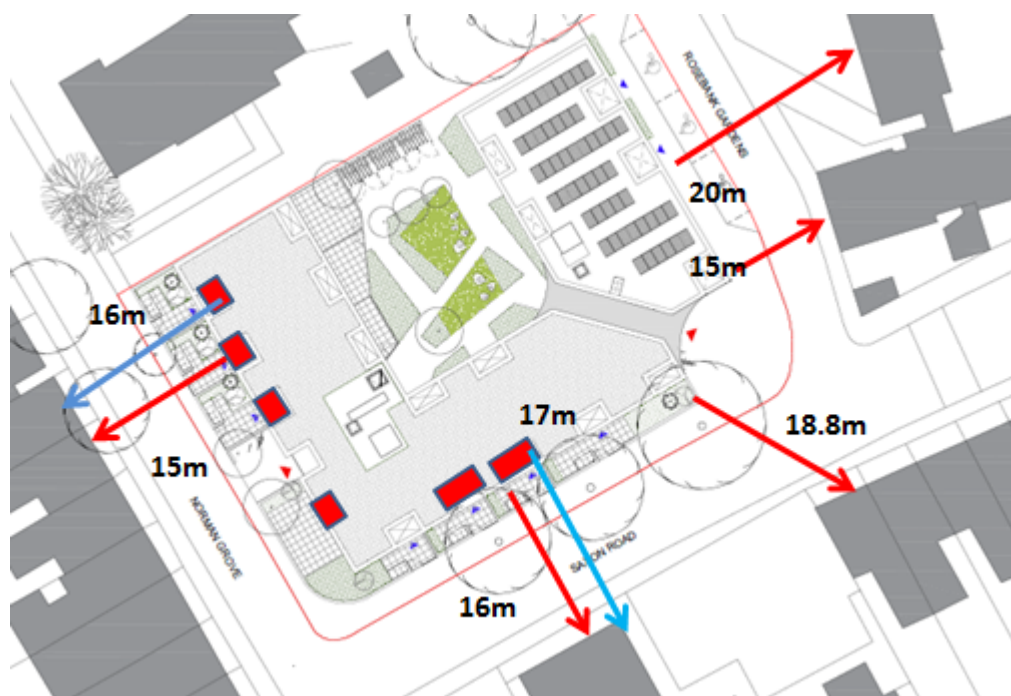 ROSEBANK GARDENS
20m
15m
16m
17m
18.8m
15m
NORMAN GROVE
SAXON ROAD
16m